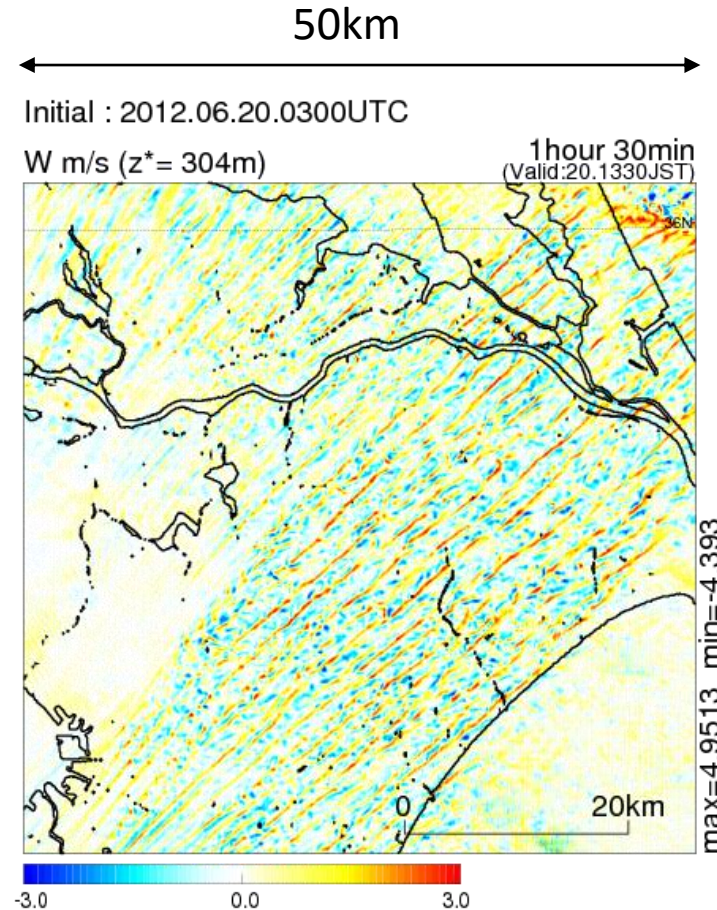 50km
Initial : 2012.06.20.0300UTC
W m/s (z*= 304m)
1hour 30min
(Valid:20.1330JST)
36N
max=4.9513 min=-4.393
0 20km
-3.0 0.0 3.0